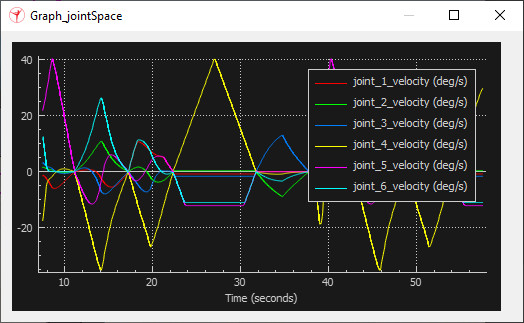 Graph_jointSpace
40
20
0
-20
10
20
30
40
50
Time (seconds)
joint_1_velocity (deg/s)
joint_2_velocity (deg/s)
joint_3_velocity (deg/s)
joint_4_velocity (deg/s)
joint_5_velocity (deg/s)
joint_6_velocity (deg/s)